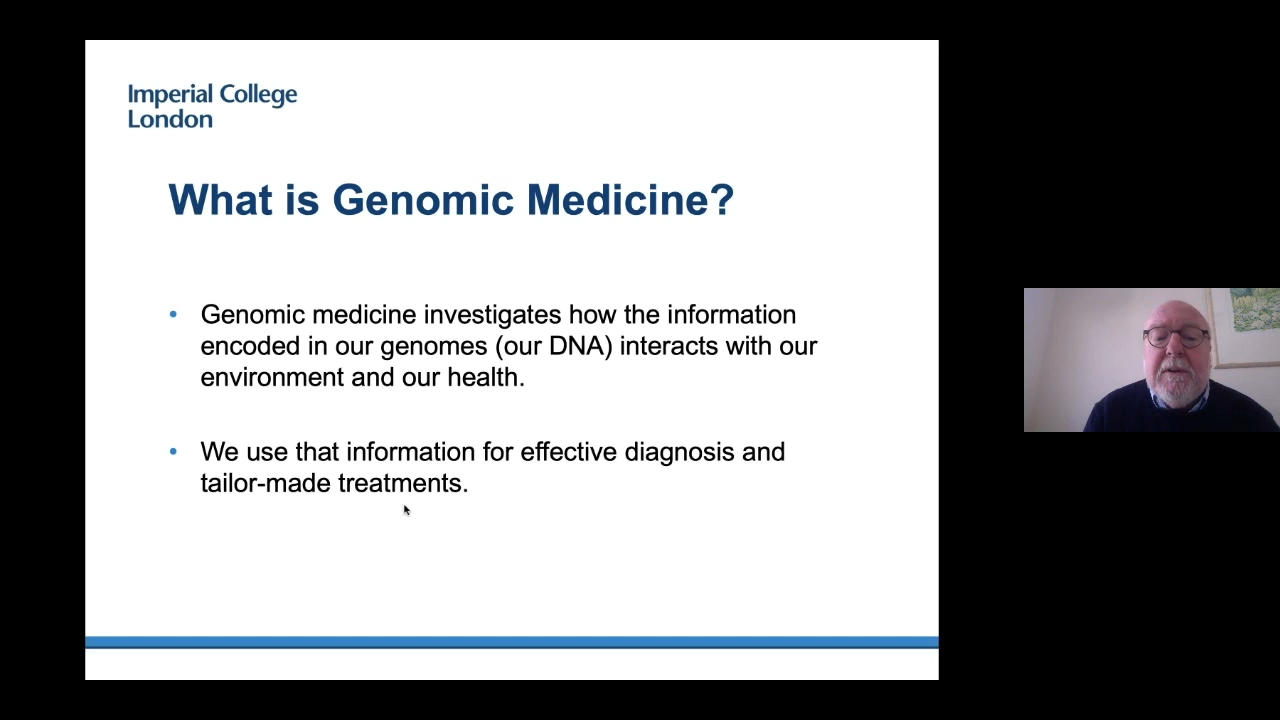 Imperial College
London
What is Genomic Medicine?
• Genomic medicine investigates how the information
encoded in our genomes (our DNA) interacts with our
environment and our health.
• We use that information for effective diagnosis and
tailor-made treatments.